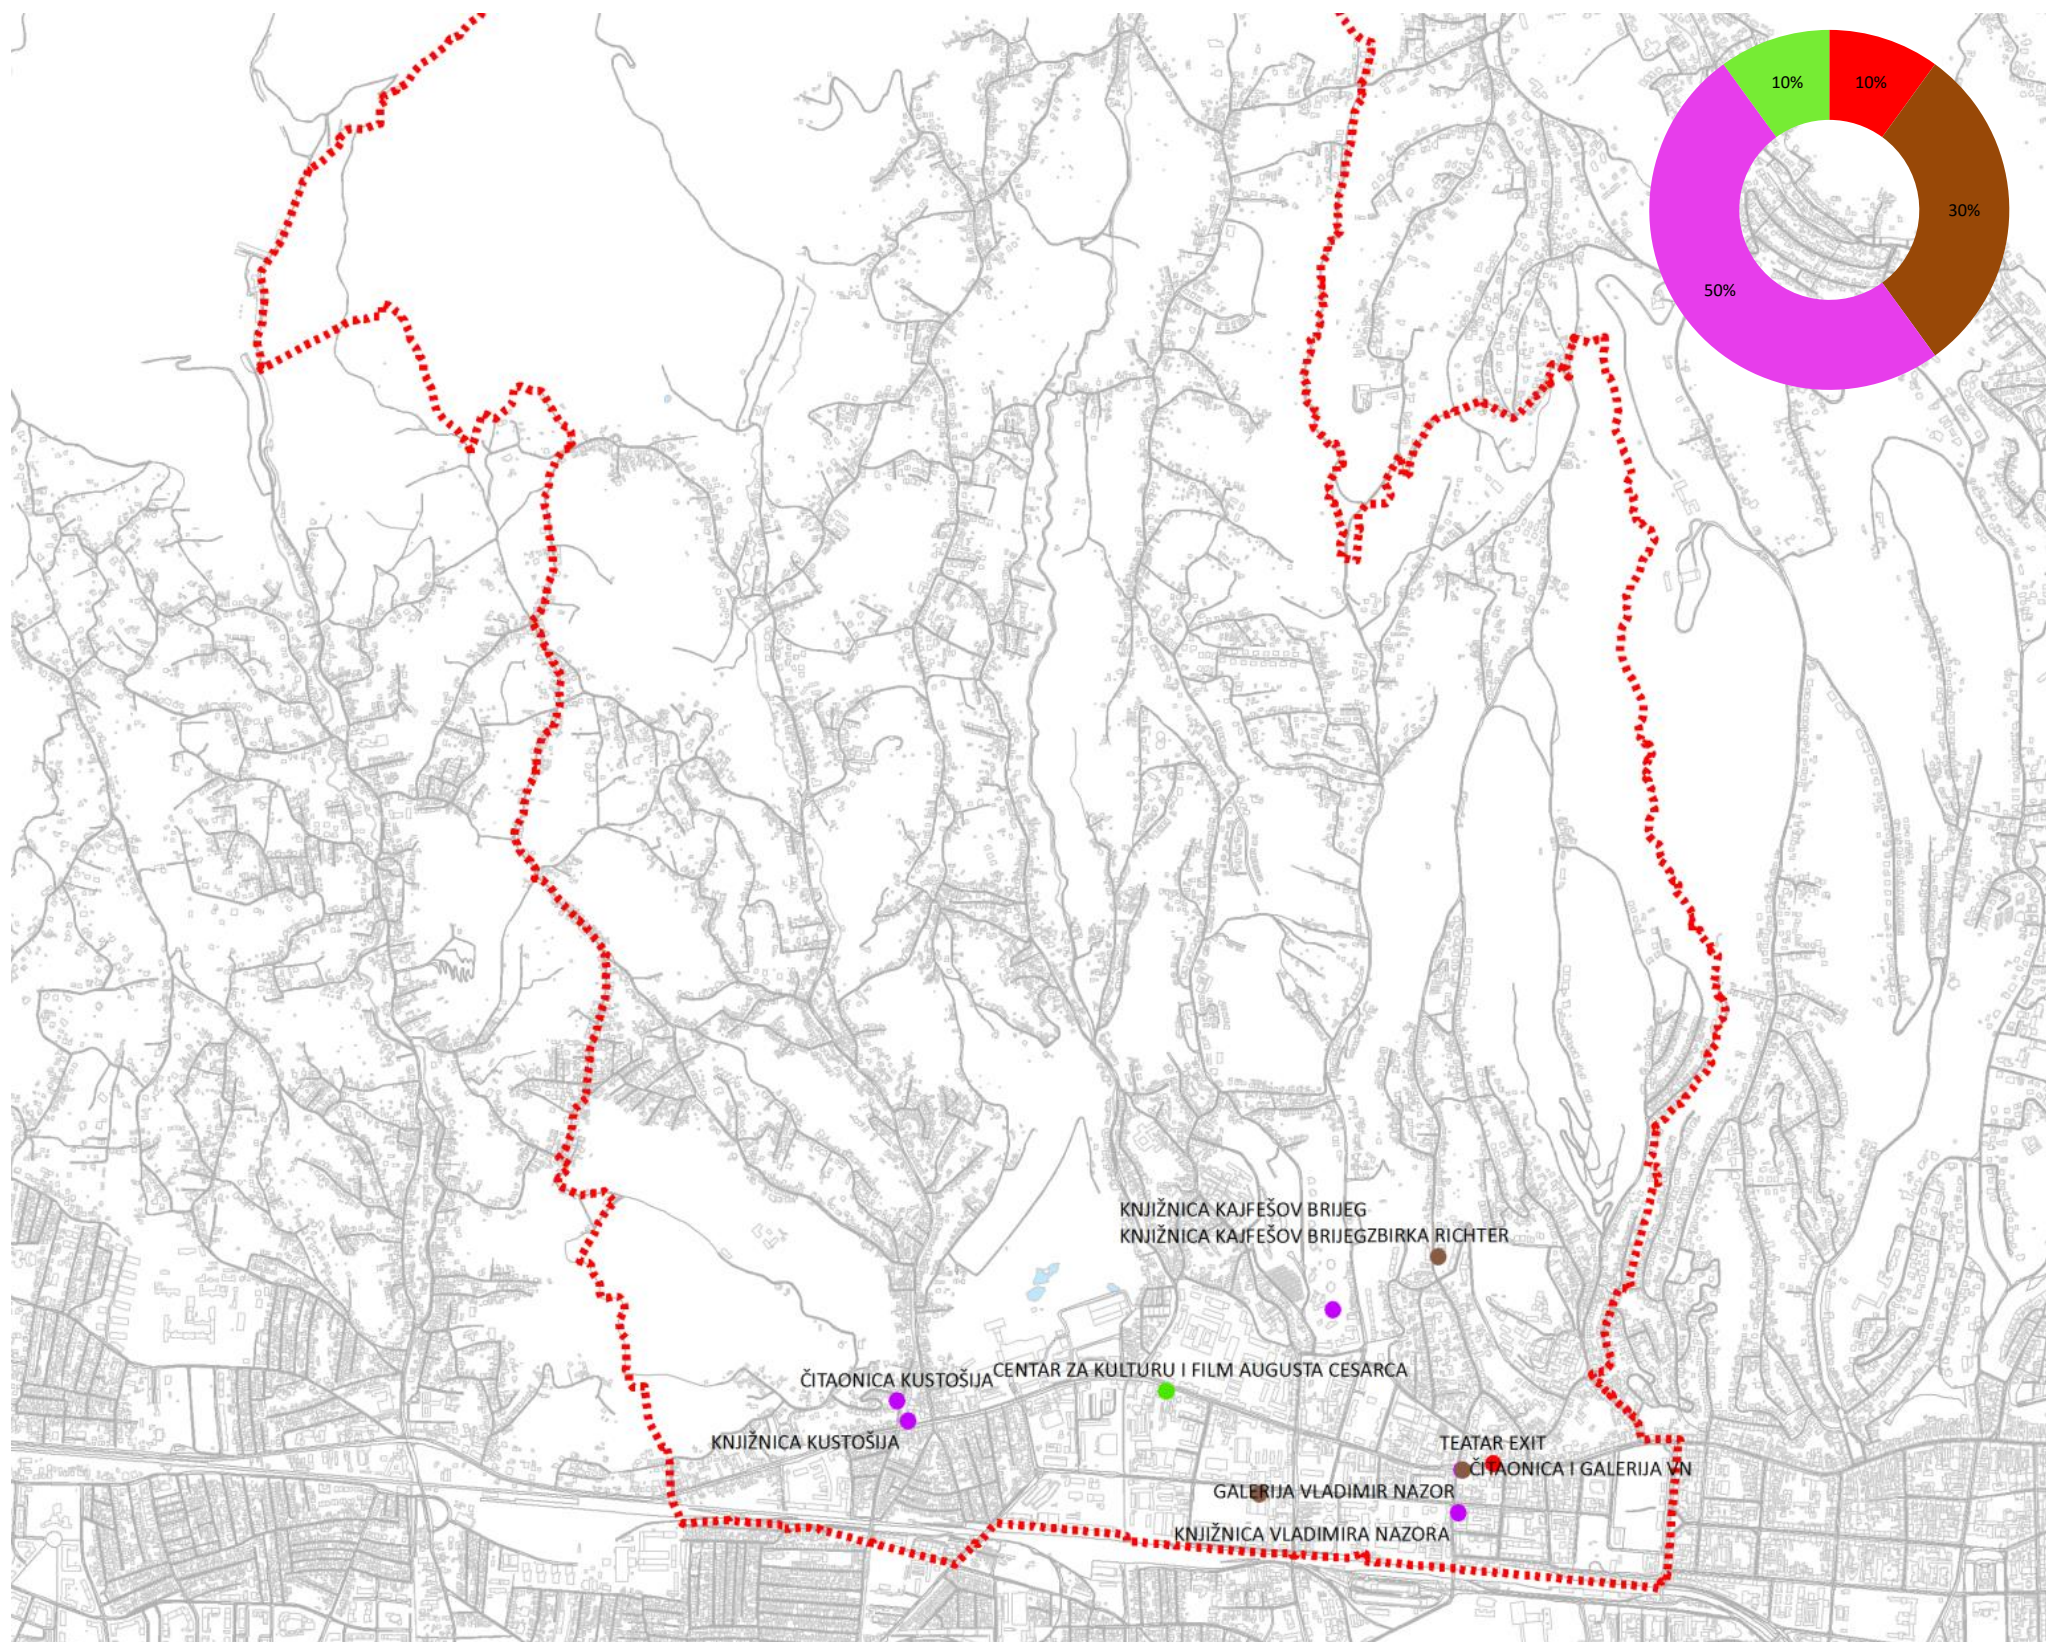 10%
10%
30%
50%
KNJIŽNICA KAJFEŠOV BRIJEG
KNJIŽNICA KAJFEŠOV BRIJEGZBIRKA RICHTER
CENTAR ZA KULTURU I FILM AUGUSTA CESARCA
ČITAONICA KUSTOŠIJA
KNJIŽNICA KUSTOŠIJA
TEATAR EXIT
ČITAONICA I GALERIJA VN
GALERIJA VLADIMIR NAZOR
KNJIŽNICA VLADIMIRA NAZORA